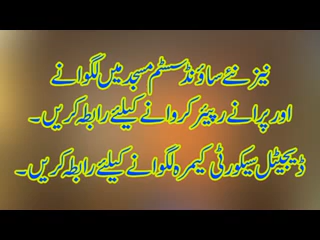 نیز نئے ساؤنڈ سسٹم مسجد میں لگوانے
اور پرانے رپیئر کروانے کیلئے رابطہ کریں۔
ڈیجیٹل سیکورٹی کیمرہ لگوانے کیلئے رابطہ کریں۔